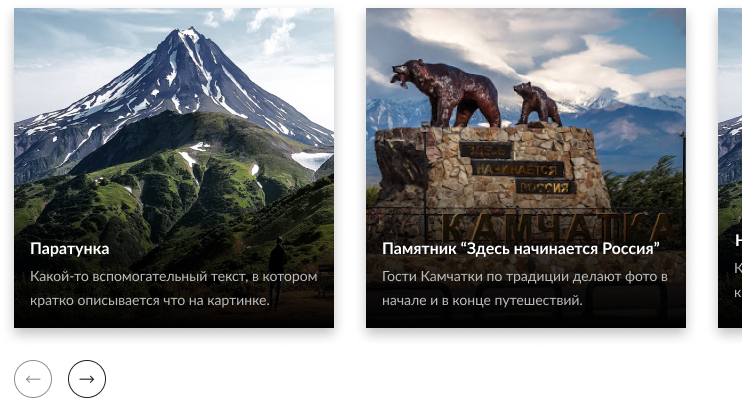 Паратунка
Какой-то вспомогательный текст, в котором
кратко описывается что на картинке.
ЗДЕСЬ
НАЧИНАЕТСЯ
РОССИЯ
КАМЧАТКА
Памятник “Здесь начинается Россия”
Гости Камчатки по традиции делают фото в
начале и в конце путешествий.